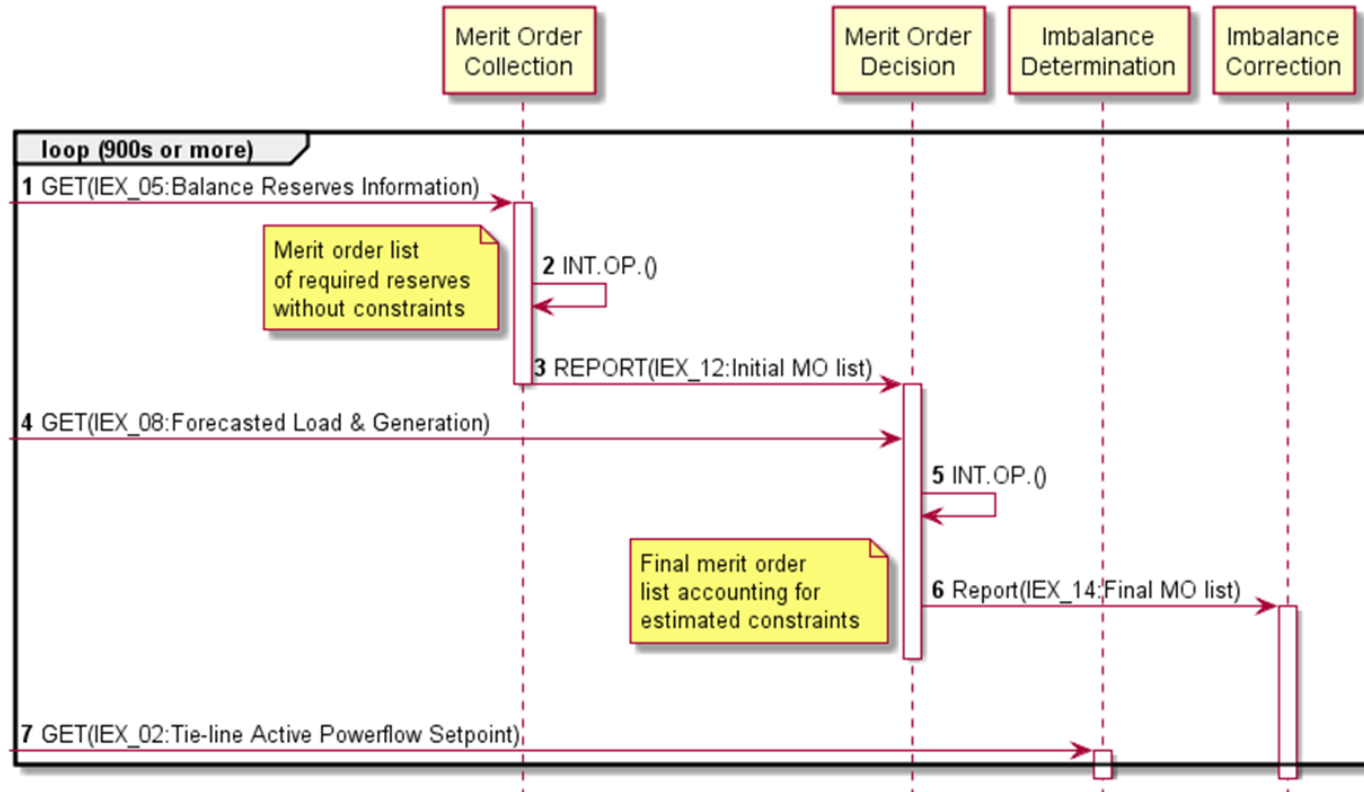 Merit Order
Collection
Merit Order
Decision
Imbalance
Determination
Imbalance
Correction
loop (900s or more)
1 GET(IEX_05:Balance Reserves Information)
Merit order list
of required reserves
without constraints
2 INT.OP.()
3 REPORT(IEX_12:Initial MO list)
4 GET(IEX_08:Forecasted Load & Generation)
5 INT.OP.()
Final merit order
list accounting for
estimated constraints
6 Report(IEX_14:Final MO list)
7 GET(IEX_02:Tie-line Active Powerflow Setpoint)